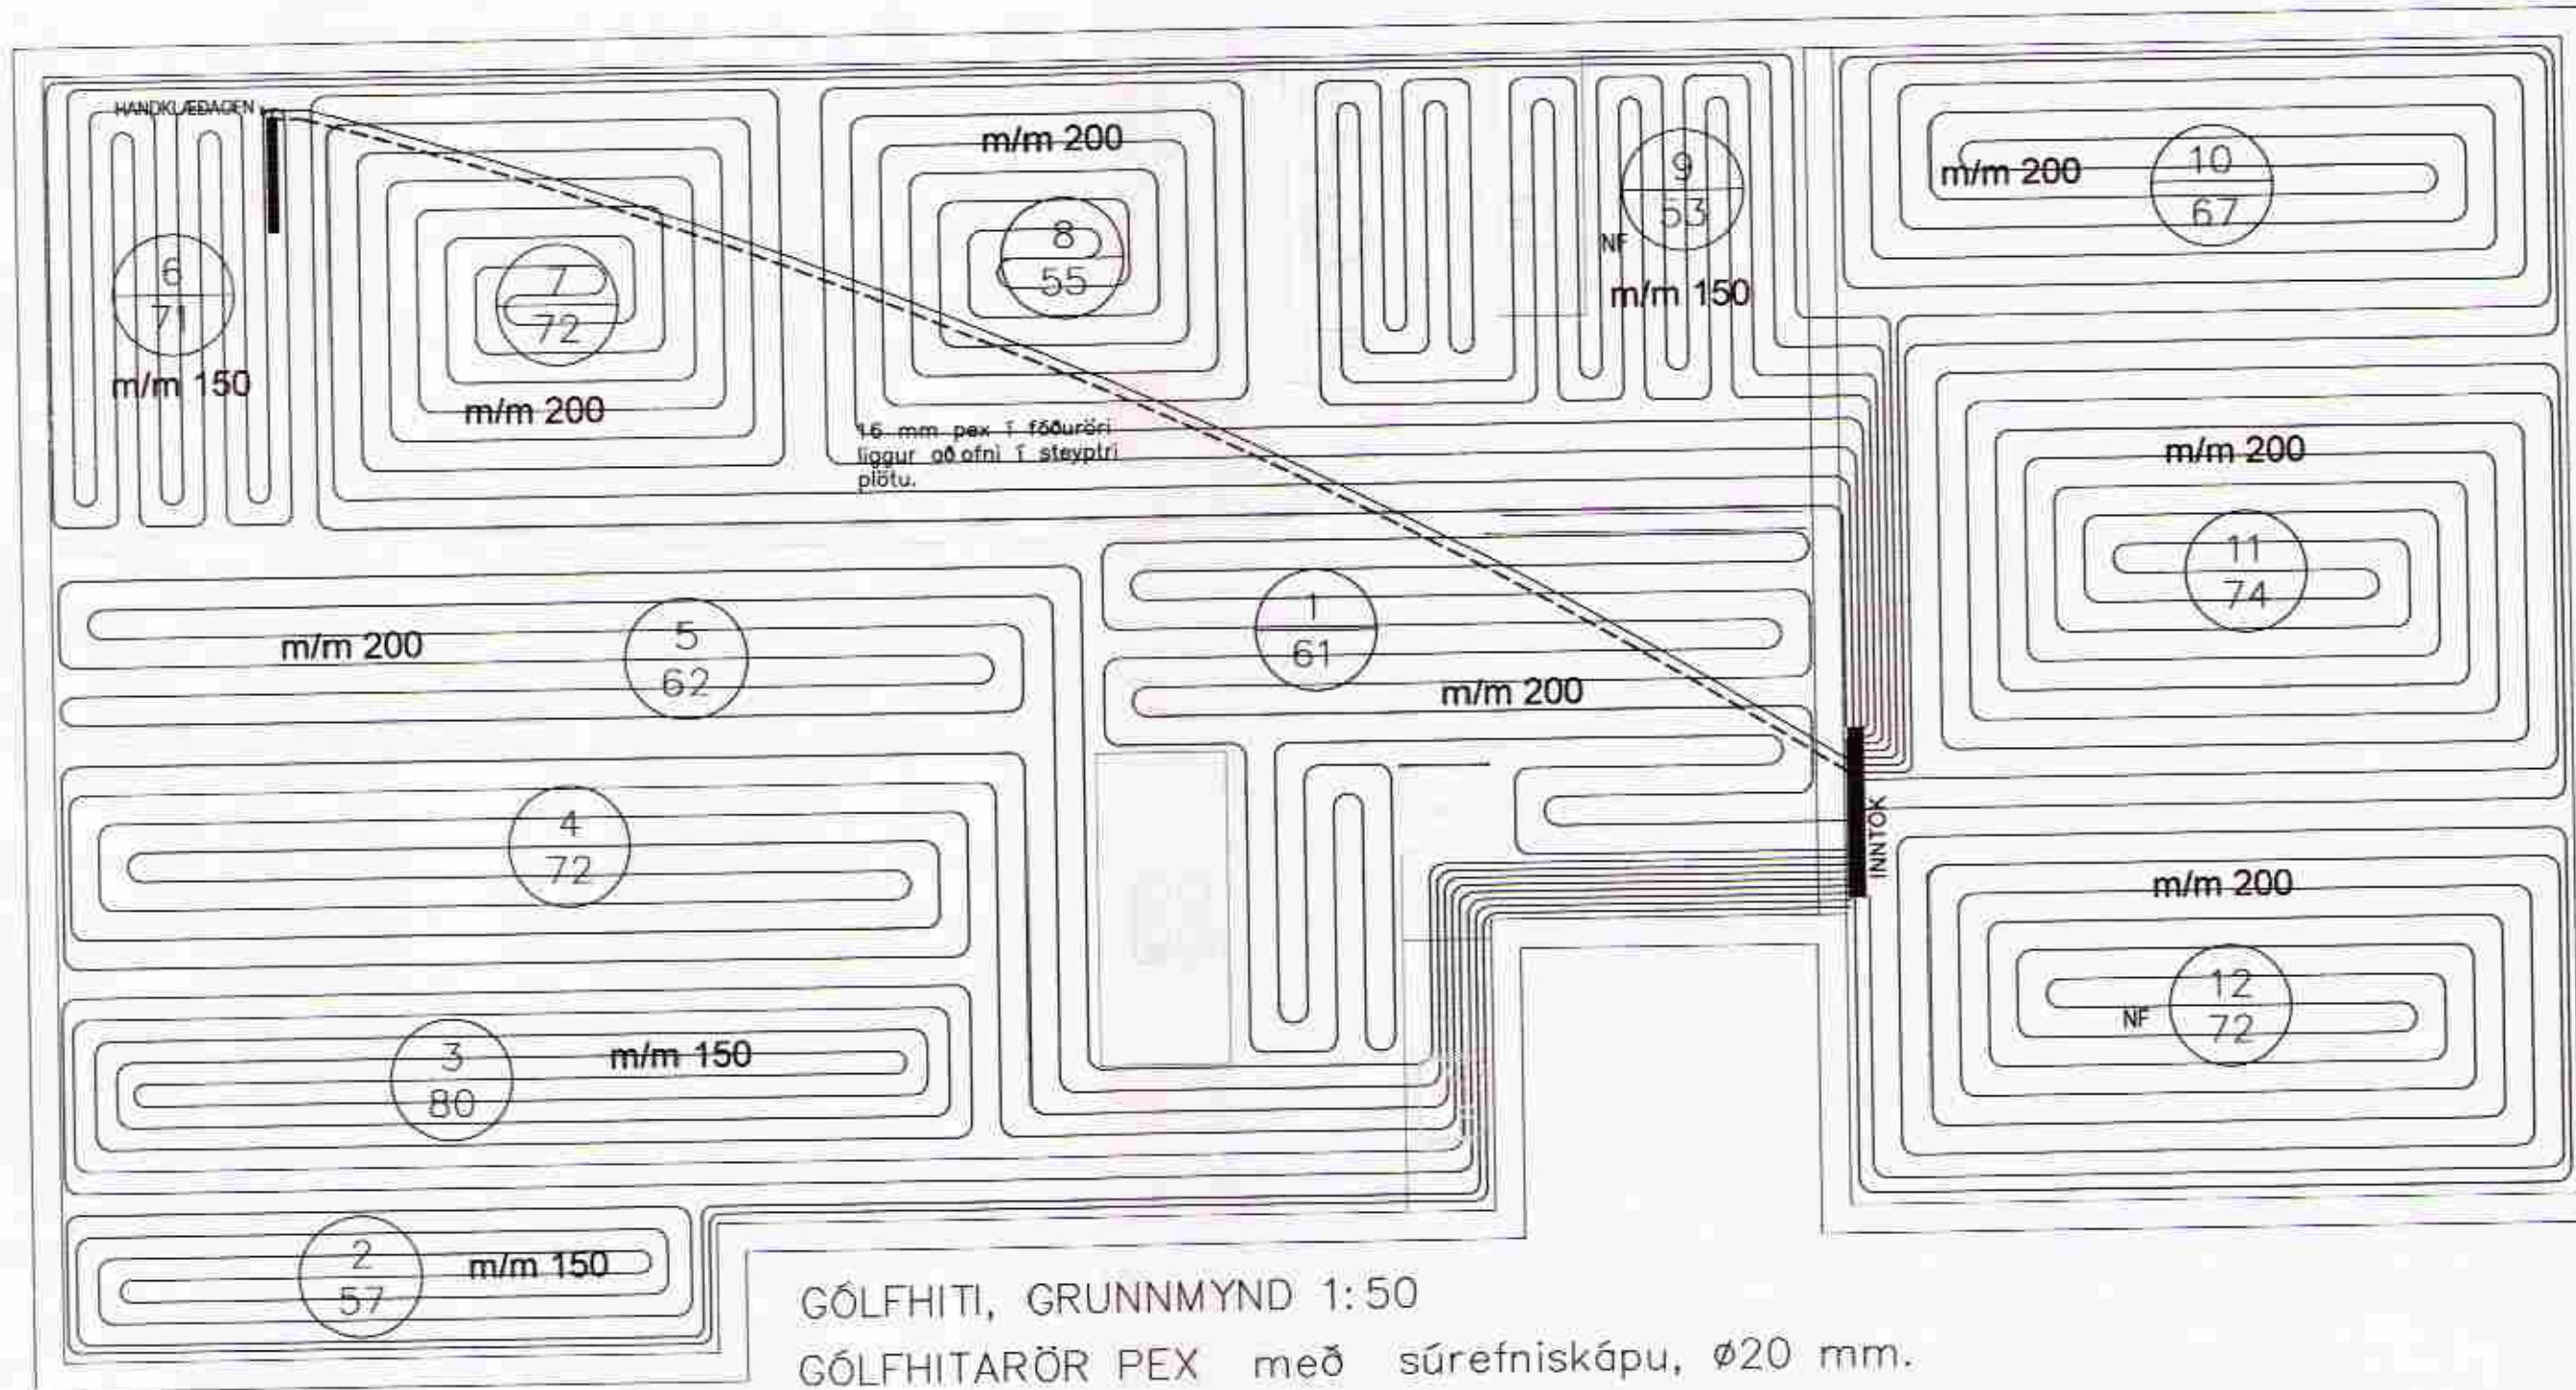 HANDKLÆÐAOFN
6
71
m/m 150
7
72
m/m 200
m/m 200
8
55
16 mm pex í fóðurröri
liggur að ofni í steyptri
plötu.
9
53
NF
m/m 150
m/m 200
10
67
m/m 200
11
74
1
61
m/m 200
m/m 200
5
62
4
72
INNTÖK
m/m 200
NF
12
72
3
80
m/m 150
2
57
m/m 150
GÓLFHITI, GRUNNMYND 1:50
GÓLFHITARÖR PEX með súrefniskápu, ø20 mm.